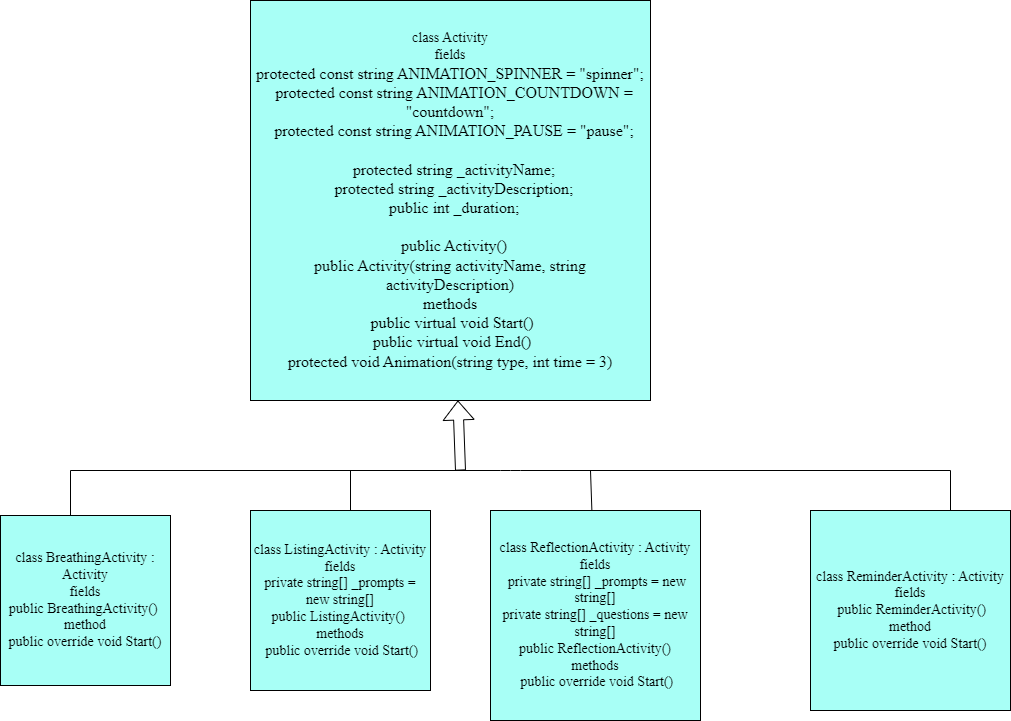 class Activity
fields
protected const string ANIMATION_SPINNER = "spinner";
protected const string ANIMATION_COUNTDOWN =
"countdown";
protected const string ANIMATION_PAUSE = "pause";
protected string _activityName;
protected string _activityDescription;
public int _duration;
public Activity()
public Activity(string activityName, string
activityDescription)
methods
public virtual void Start()
public virtual void End()
protected void Animation(string type, int time = 3)
class BreathingActivity :
Activity
fields
public BreathingActivity()
method
public override void Start()
class ListingActivity : Activity
fields
private string[] _prompts =
new string[]
public ListingActivity()
methods
public override void Start()
class ReflectionActivity : Activity
fields
private string[] _prompts = new
string[]
private string[] _questions = new
string[]
public ReflectionActivity()
methods
public override void Start()
class ReminderActivity : Activity
fields
public ReminderActivity()
method
public override void Start()